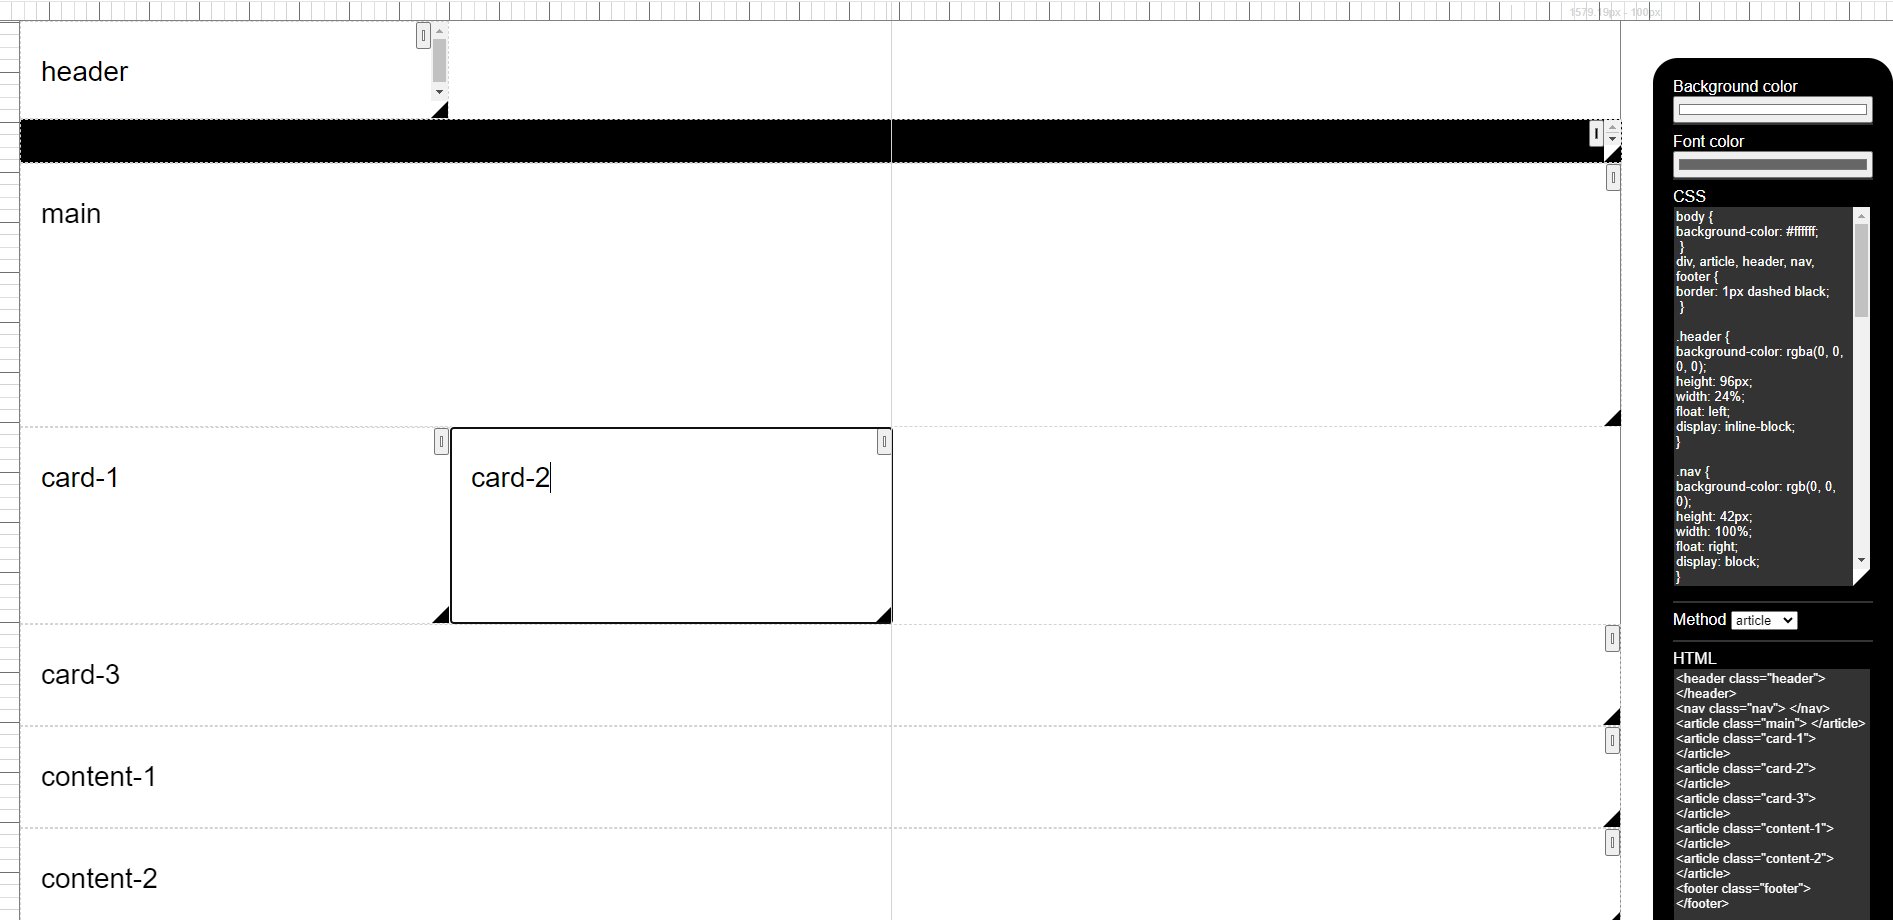 1579.19px - 100px
header
main
card-1
card-2
card-3
content-1
content-2
Background color
Font color
CSS
body {
background-color: #ffffff;
}
div, article, header, nav,
footer {
border: 1px dashed black;
}
.header {
background-color: rgba(0, 0,
0, 0);
height: 96px;
width: 24%;
float: left;
display: inline-block;
}
.nav {
background-color: rgb(0, 0,
0);
height: 42px;
width: 100%;
float: right;
display: block;
}
Method article
HTML
<header class="header">
</header>
<nav class="nav"> </nav>
<article class="main"> </article>
<article class="card-1">
</article>
<article class="card-2">
</article>
<article class="card-3">
</article>
<article class="content-1">
</article>
<article class="content-2">
</article>
<footer class="footer">
</footer>